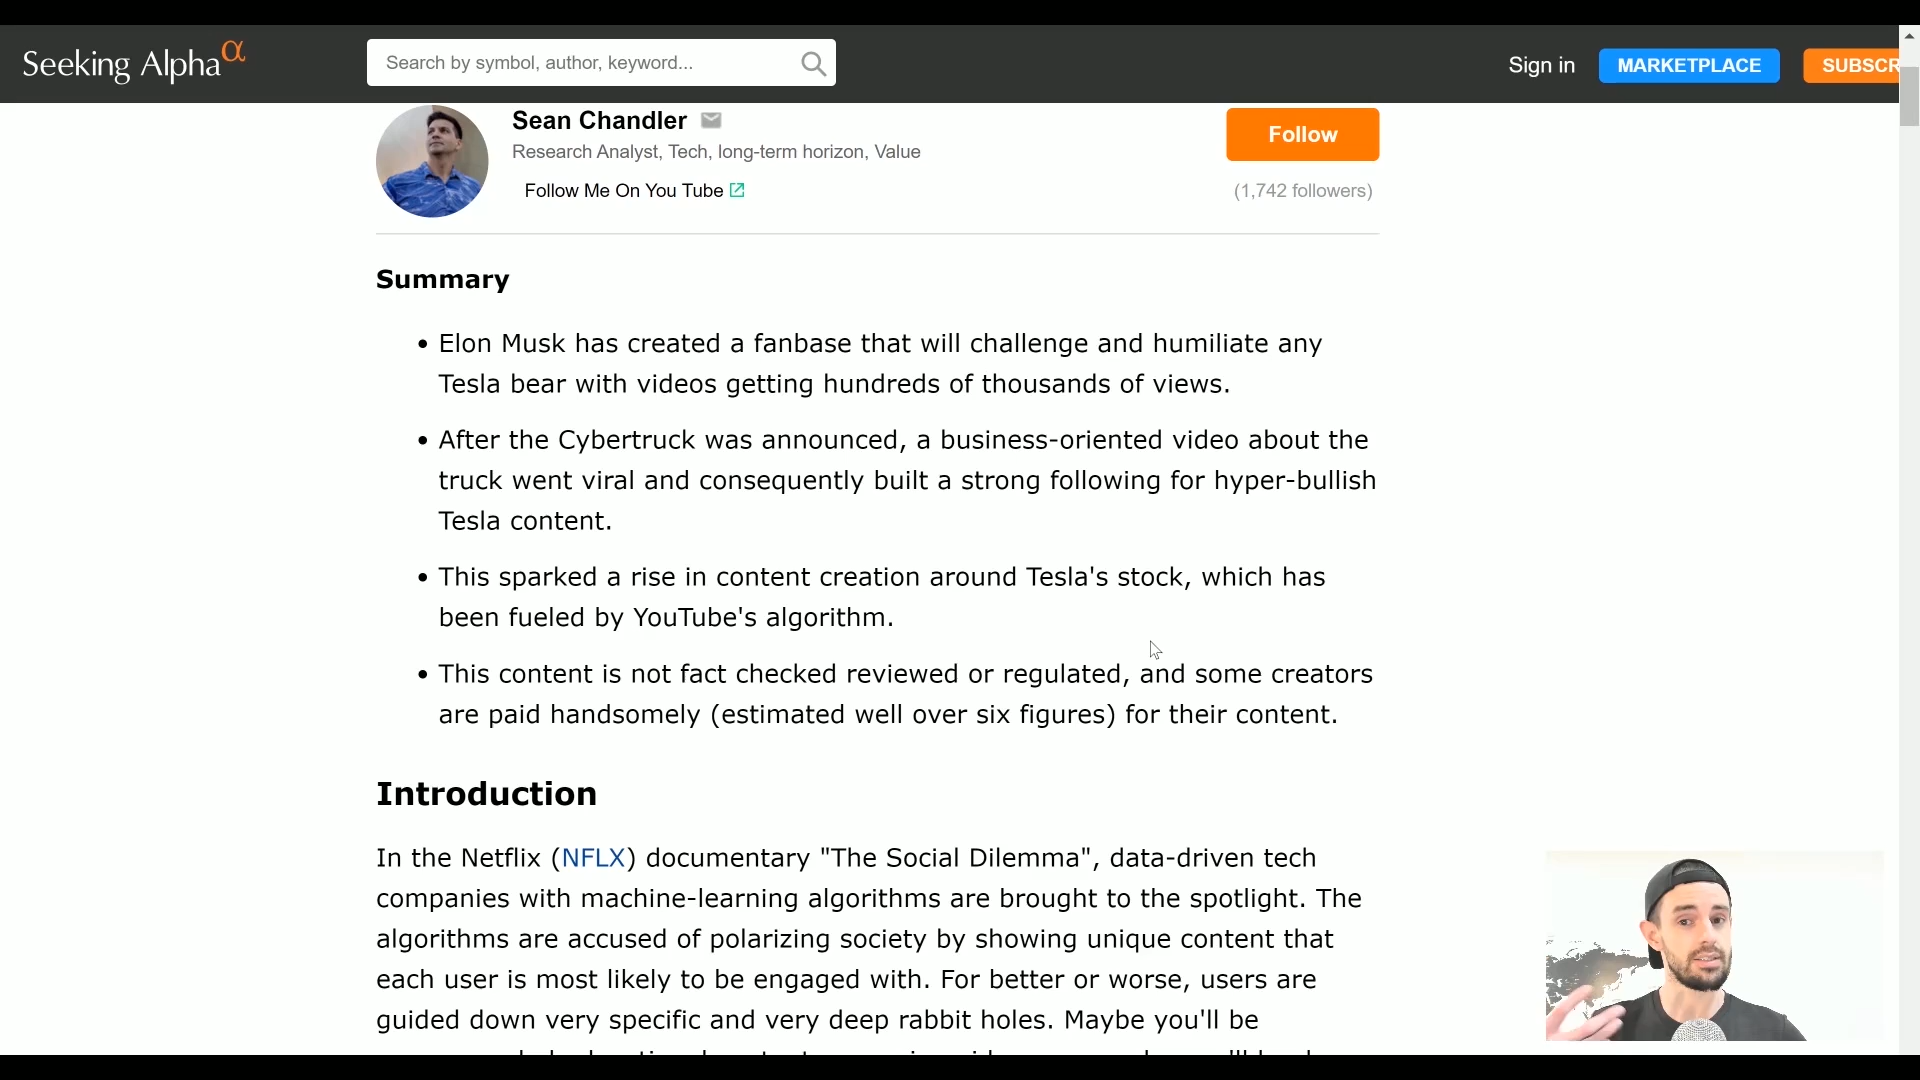 Seeking Alpha α
Search by symbol, author, keyword...
Sign in
MARKETPLACE
SUBSCR
Sean Chandler
Research Analyst, Tech, long-term horizon, Value
Follow Me On You Tube
Follow
(1,742 followers)
Summary
• Elon Musk has created a fanbase that will challenge and humiliate any
Tesla bear with videos getting hundreds of thousands of views.
• After the Cybertruck was announced, a business-oriented video about the
truck went viral and consequently built a strong following for hyper-bullish
Tesla content.
• This sparked a rise in content creation around Tesla's stock, which has
been fueled by YouTube's algorithm.
• This content is not fact checked reviewed or regulated, and some creators
are paid handsomely (estimated well over six figures) for their content.
Introduction
In the Netflix (NFLX) documentary "The Social Dilemma", data-driven tech
companies with machine-learning algorithms are brought to the spotlight. The
algorithms are accused of polarizing society by showing unique content that
each user is most likely to be engaged with. For better or worse, users are
guided down very specific and very deep rabbit holes. Maybe you'll be